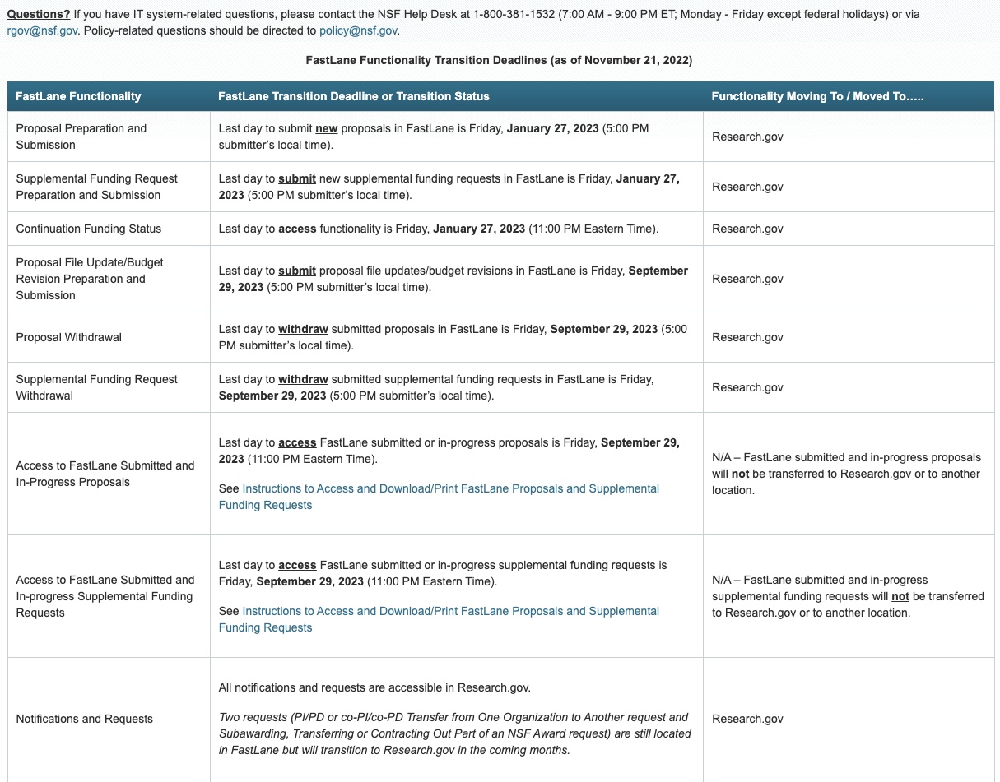 Questions? If you have IT system-related questions, please contact the NSF Help Desk at 1-800-381-1532 (7:00 AM - 9:00 PM ET; Monday - Friday except federal holidays) or via
rgov@nsf.gov. Policy-related questions should be directed to policy@nsf.gov.
FastLane Functionality Transition Deadlines (as of November 21, 2022)
FastLane Functionality
FastLane Transition Deadline or Transition Status
Functionality Moving To / Moved To.....
Proposal Preparation and
Submission
Last day to submit new proposals in FastLane is Friday, January 27, 2023 (5:00 PM
submitter’s local time).
Research.gov
Supplemental Funding Request
Preparation and Submission
Last day to submit new supplemental funding requests in FastLane is Friday, January 27,
2023 (5:00 PM submitter’s local time).
Research.gov
Continuation Funding Status
Last day to access functionality is Friday, January 27, 2023 (11:00 PM Eastern Time).
Research.gov
Proposal File Update/Budget
Revision Preparation and
Submission
Last day to submit proposal file updates/budget revisions in FastLane is Friday, September
29, 2023 (5:00 PM submitter’s local time).
Research.gov
Proposal Withdrawal
Last day to withdraw submitted proposals in FastLane is Friday, September 29, 2023 (5:00
PM submitter’s local time).
Research.gov
Supplemental Funding Request
Withdrawal
Last day to withdraw submitted supplemental funding requests in FastLane is Friday,
September 29, 2023 (5:00 PM submitter’s local time).
Research.gov
Access to FastLane Submitted and
In-Progress Proposals
Last day to access FastLane submitted or in-progress proposals is Friday, September 29,
2023 (11:00 PM Eastern Time).
See Instructions to Access and Download/Print FastLane Proposals and Supplemental
Funding Requests
N/A – FastLane submitted and in-progress proposals
will not be transferred to Research.gov or to another
location.
Access to FastLane Submitted and
In-progress Supplemental Funding
Requests
Last day to access FastLane submitted or in-progress supplemental funding requests is
Friday, September 29, 2023 (11:00 PM Eastern Time).
See Instructions to Access and Download/Print FastLane Proposals and Supplemental
Funding Requests
N/A – FastLane submitted and in-progress
supplemental funding requests will not be transferred
to Research.gov or to another location.
Notifications and Requests
All notifications and requests are accessible in Research.gov.
Two requests (PI/PD or co-PI/co-PD Transfer from One Organization to Another request and
Subawarding, Transferring or Contracting Out Part of an NSF Award request) are still located
in FastLane but will transition to Research.gov in the coming months.
Research.gov